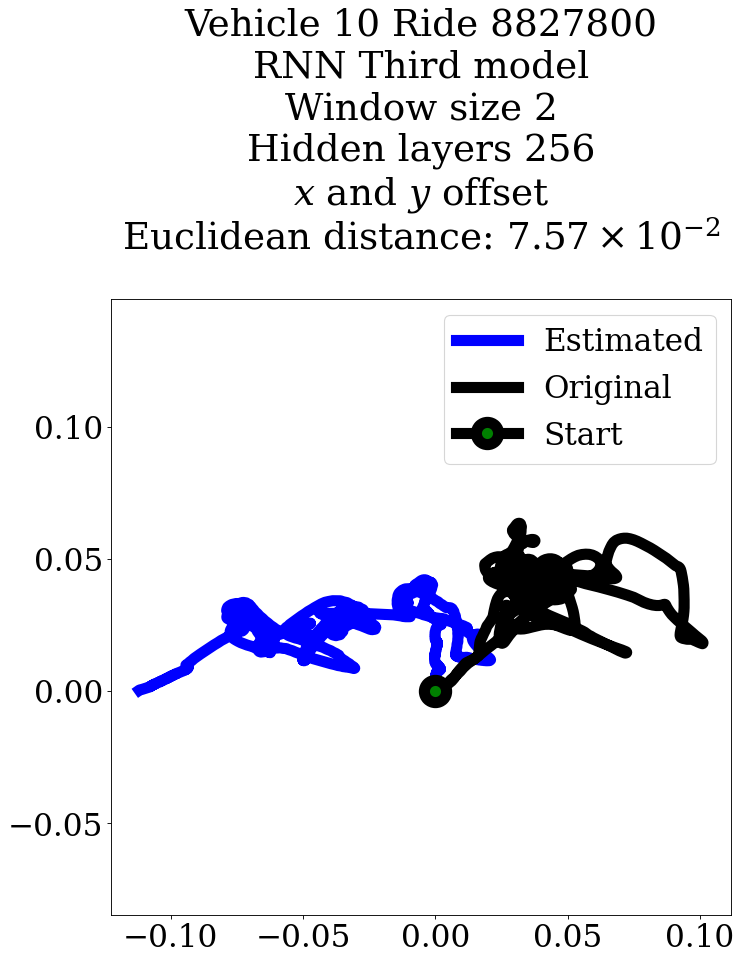 Vehicle 10 Ride 8827800
RNN Third model
Window size 2
Hidden layers 256
x and y offset
Euclidean distance: 7.57 × 10⁻²
Estimated
Original
Start
0.10
0.05
0.00
−0.05
−0.10 −0.05 0.00 0.05 0.10